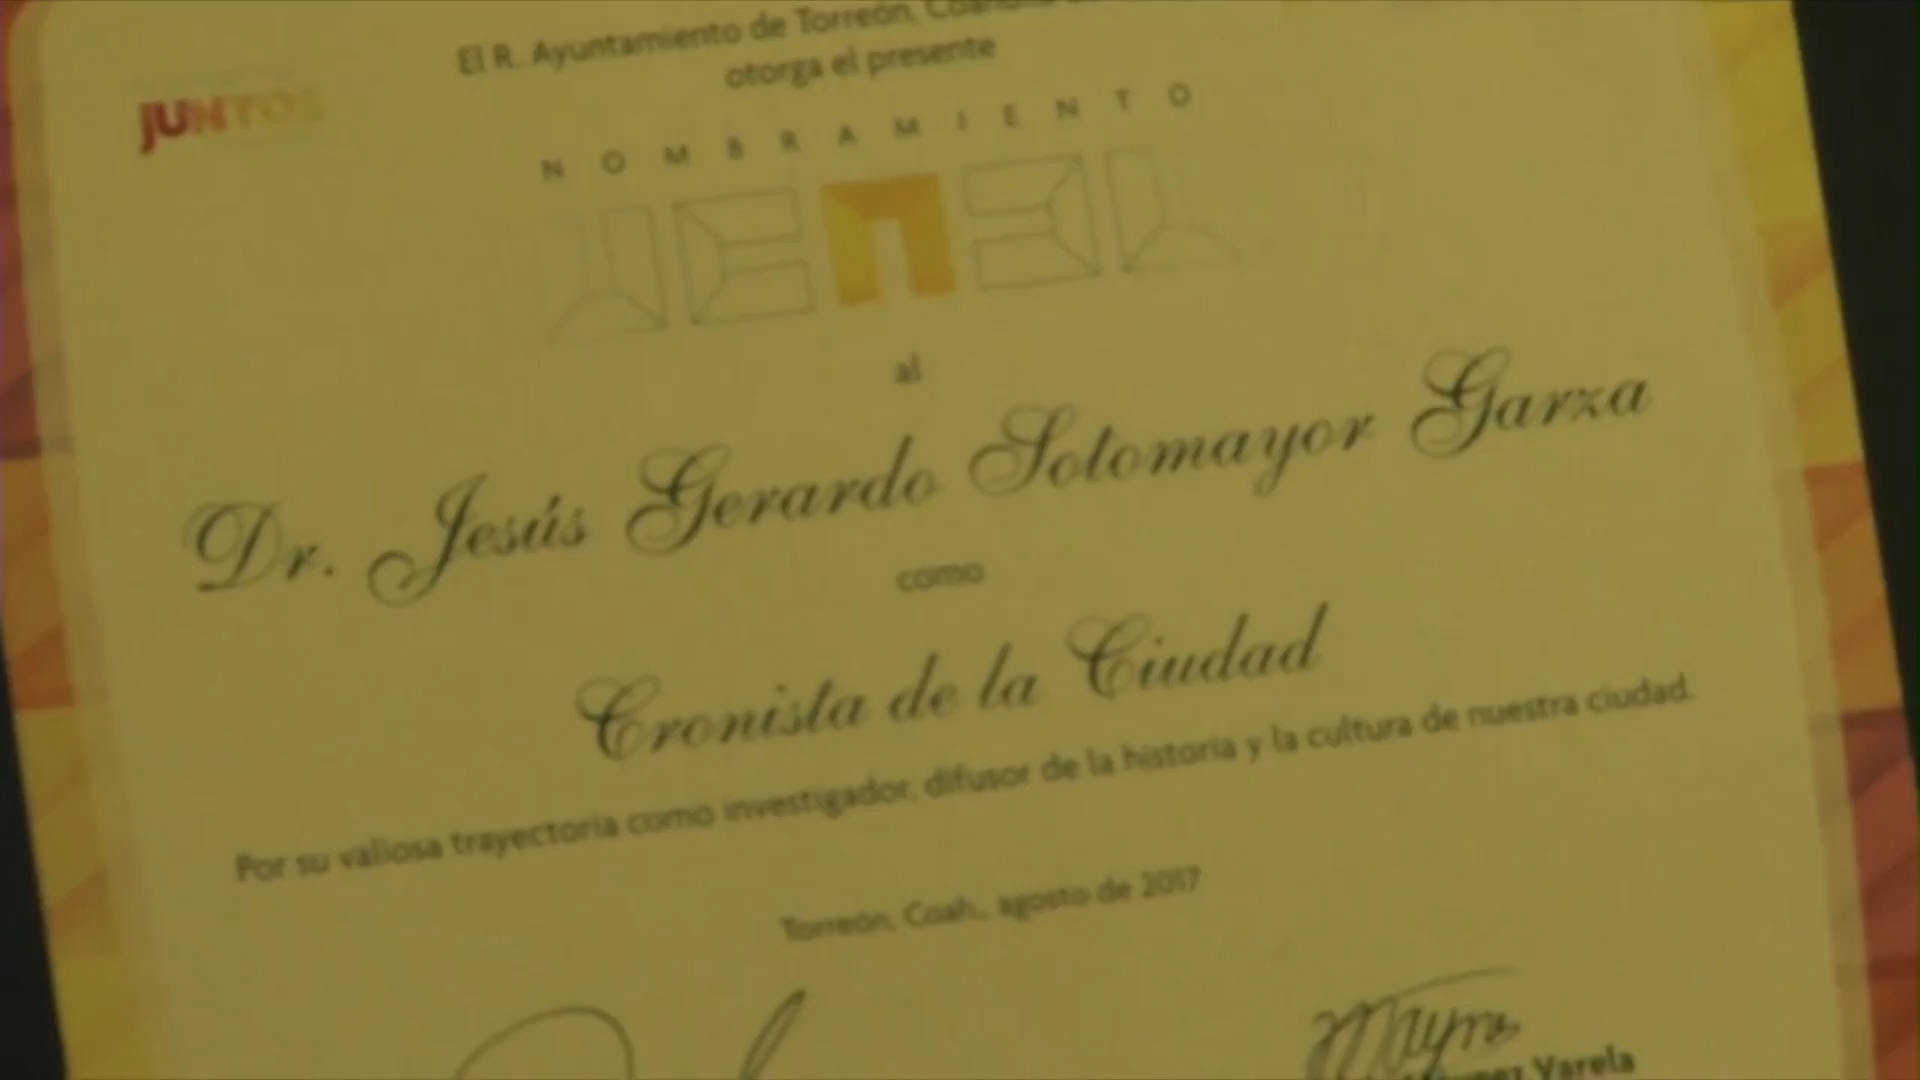 El R. Ayuntamiento de Torreón, Coahuila
otorga el presente
JUNTOS
NOMBRAMIENTO
al
Dr. Jesús Gerardo Sotomayor Garza
como
Cronista de la Ciudad
Por su valiosa trayectoria como investigador, difusor de la historia y la cultura de nuestra ciudad.
Torreón, Coah., agosto de 2017
Varela